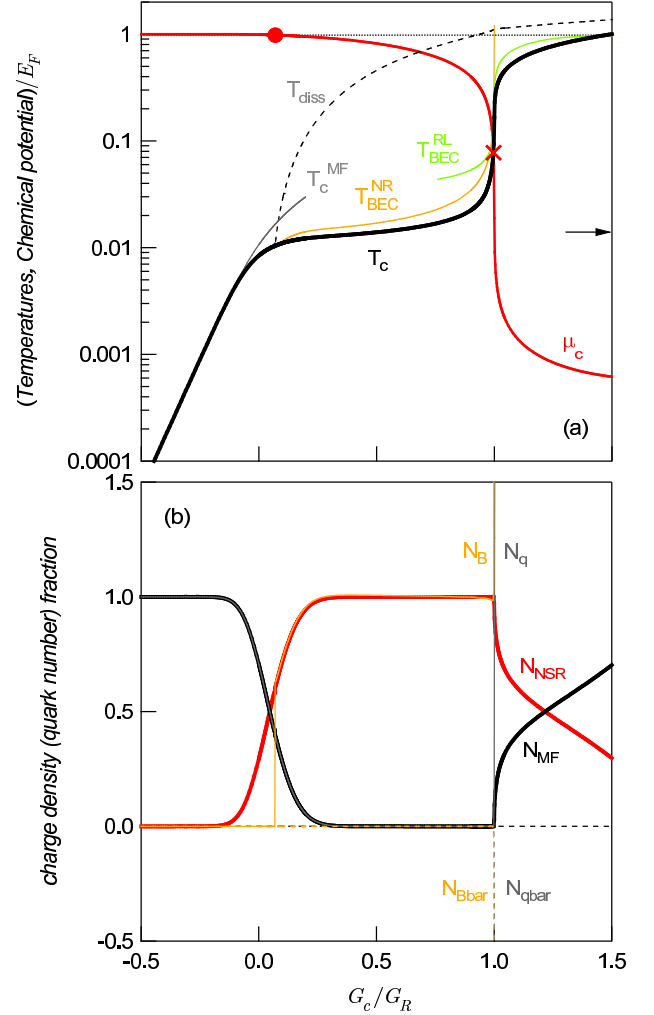 (Temperatures, Chemical potential)/E_F
1
0.1
0.01
0.001
0.0001
T_diss
T_c^MF
T_BEC^NR
T_BEC^RL
T_c
μ_c
(a)
charge density (quark number) fraction
1.5
1.0
0.5
0.0
-0.5
(b)
N_B
N_q
N_NSR
N_MF
N_Bbar
N_qbar
-0.5
0.0
0.5
1.0
1.5
G_c/G_R